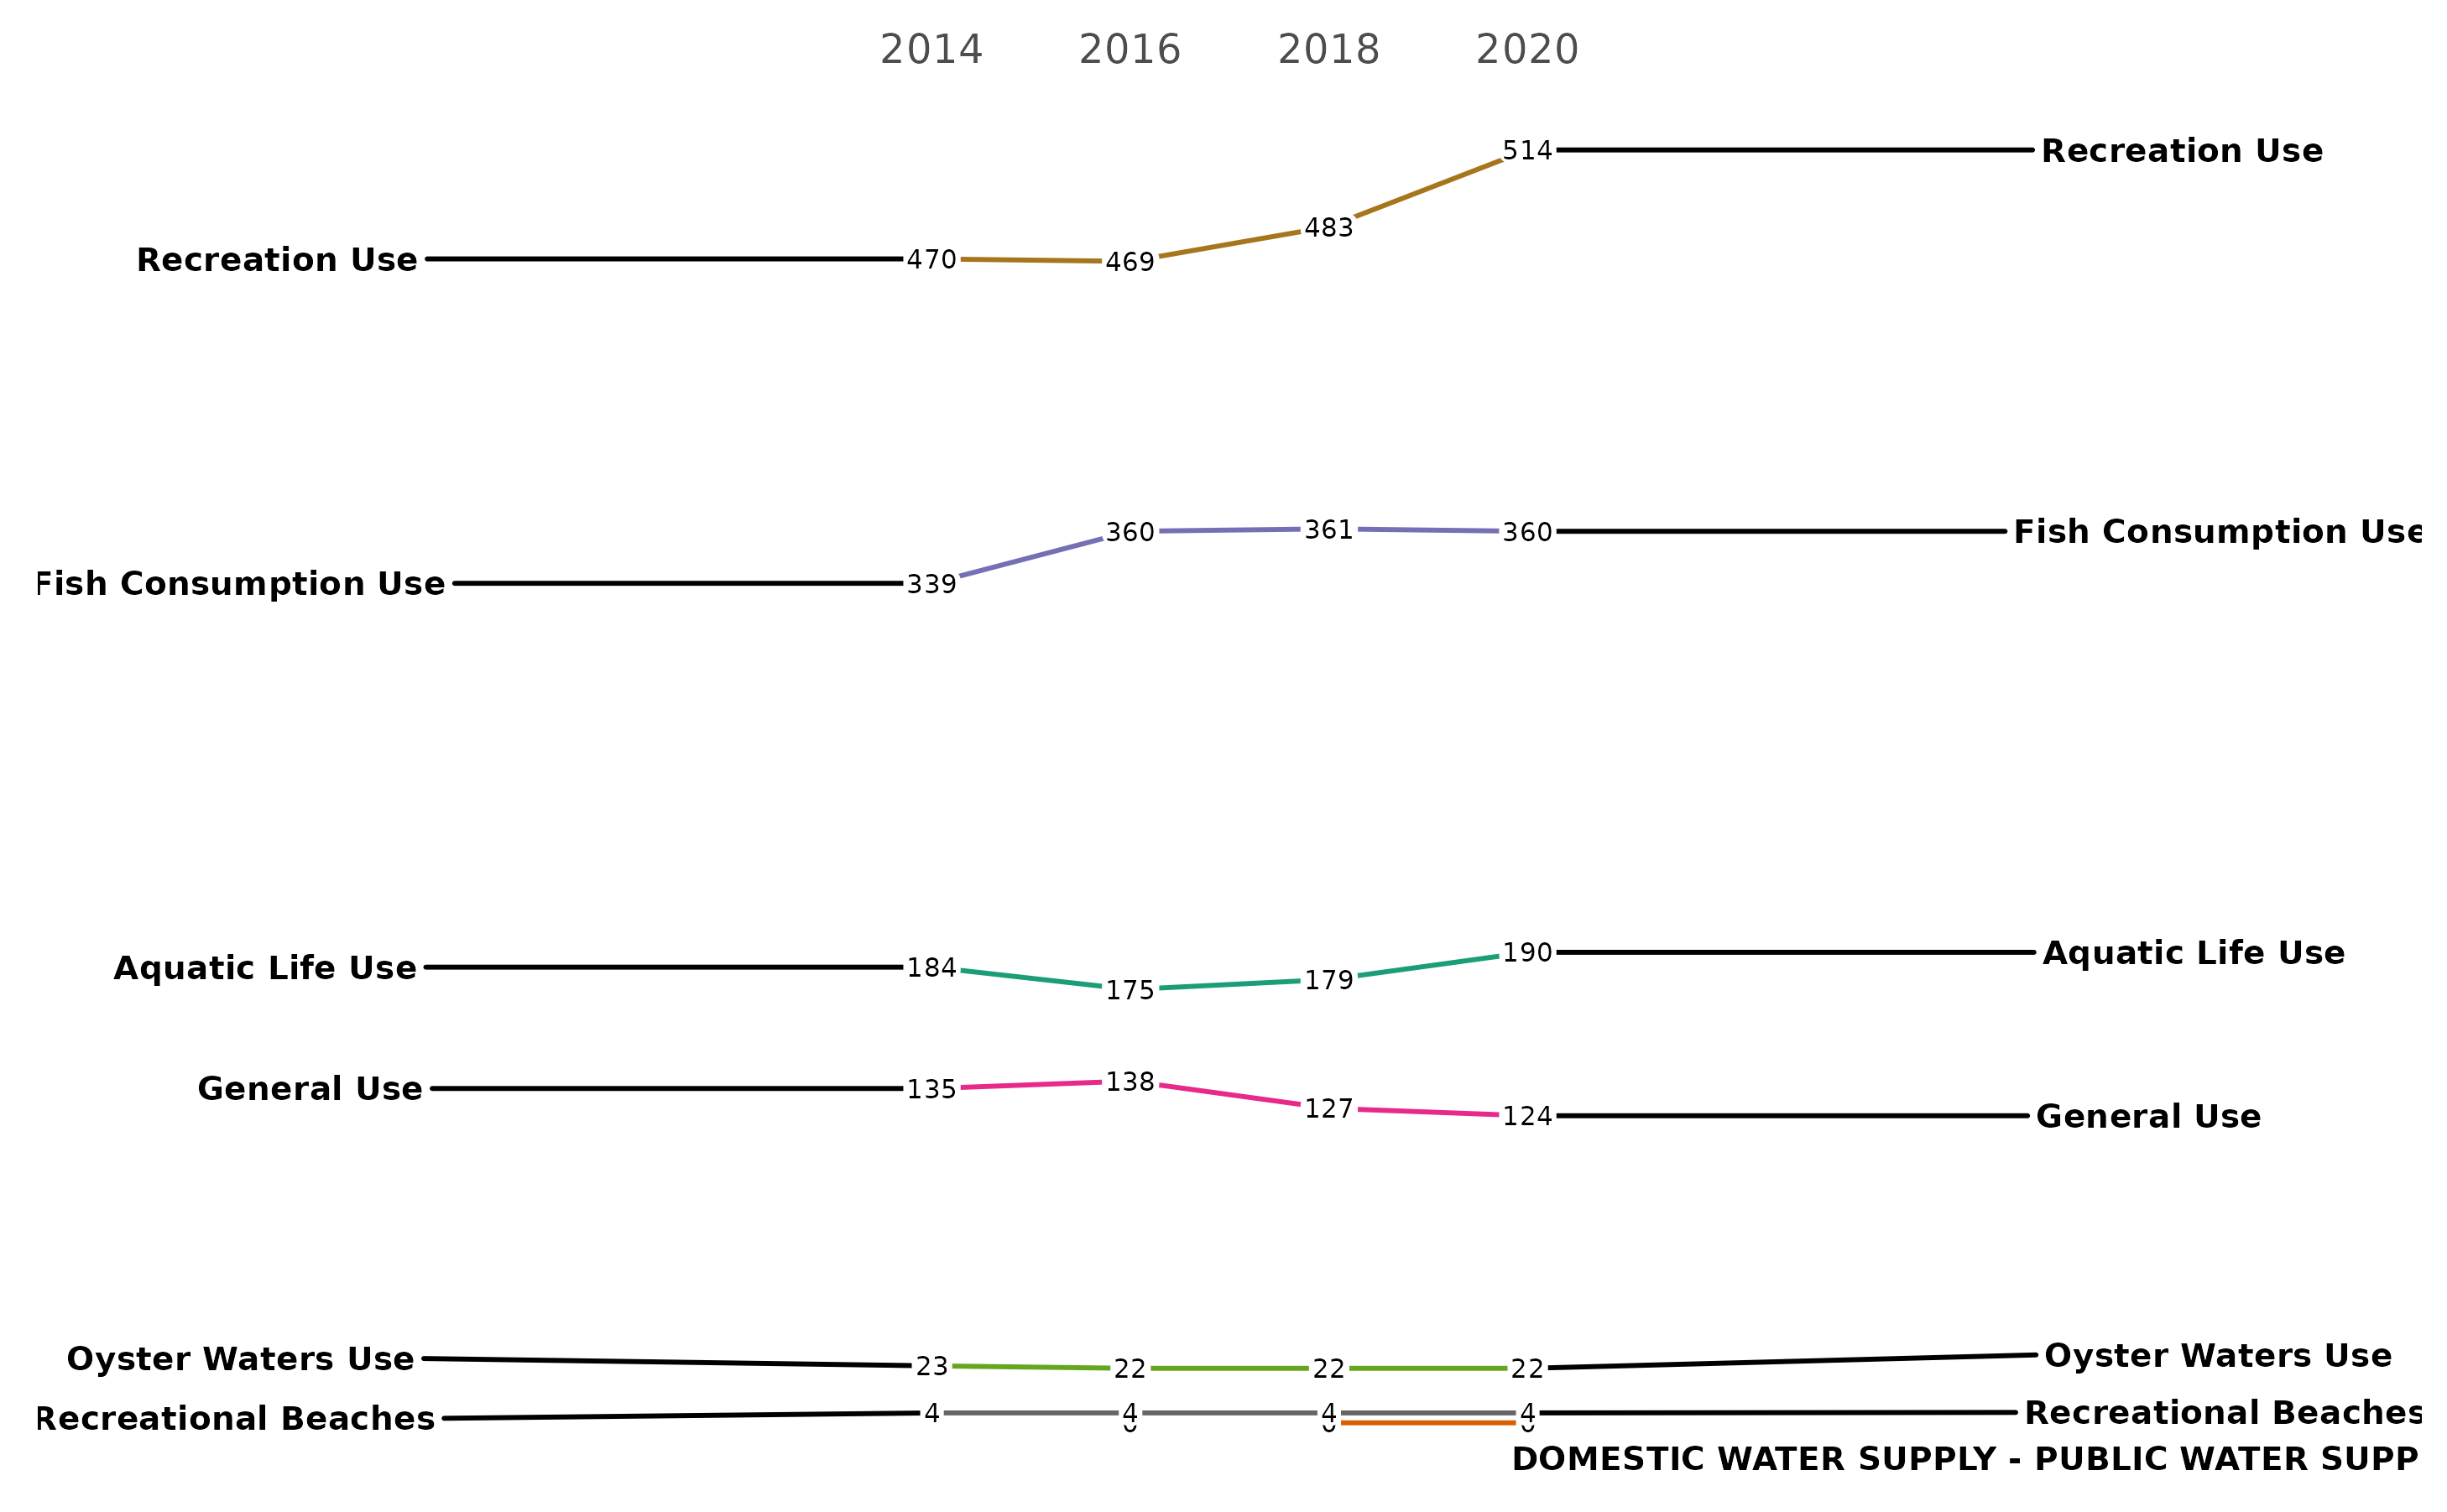 2014 2016 2018 2020
514 Recreation Use
Recreation Use 470 469 483
360 361 360 Fish Consumption Use
Fish Consumption Use 339
190 Aquatic Life Use
Aquatic Life Use 184 175 179
General Use 135 138 127 124 General Use
Oyster Waters Use 23 22 22 22 Oyster Waters Use
Recreational Beaches 4 4 4 4 Recreational Beaches
DOMESTIC WATER SUPPLY - PUBLIC WATER SUPP